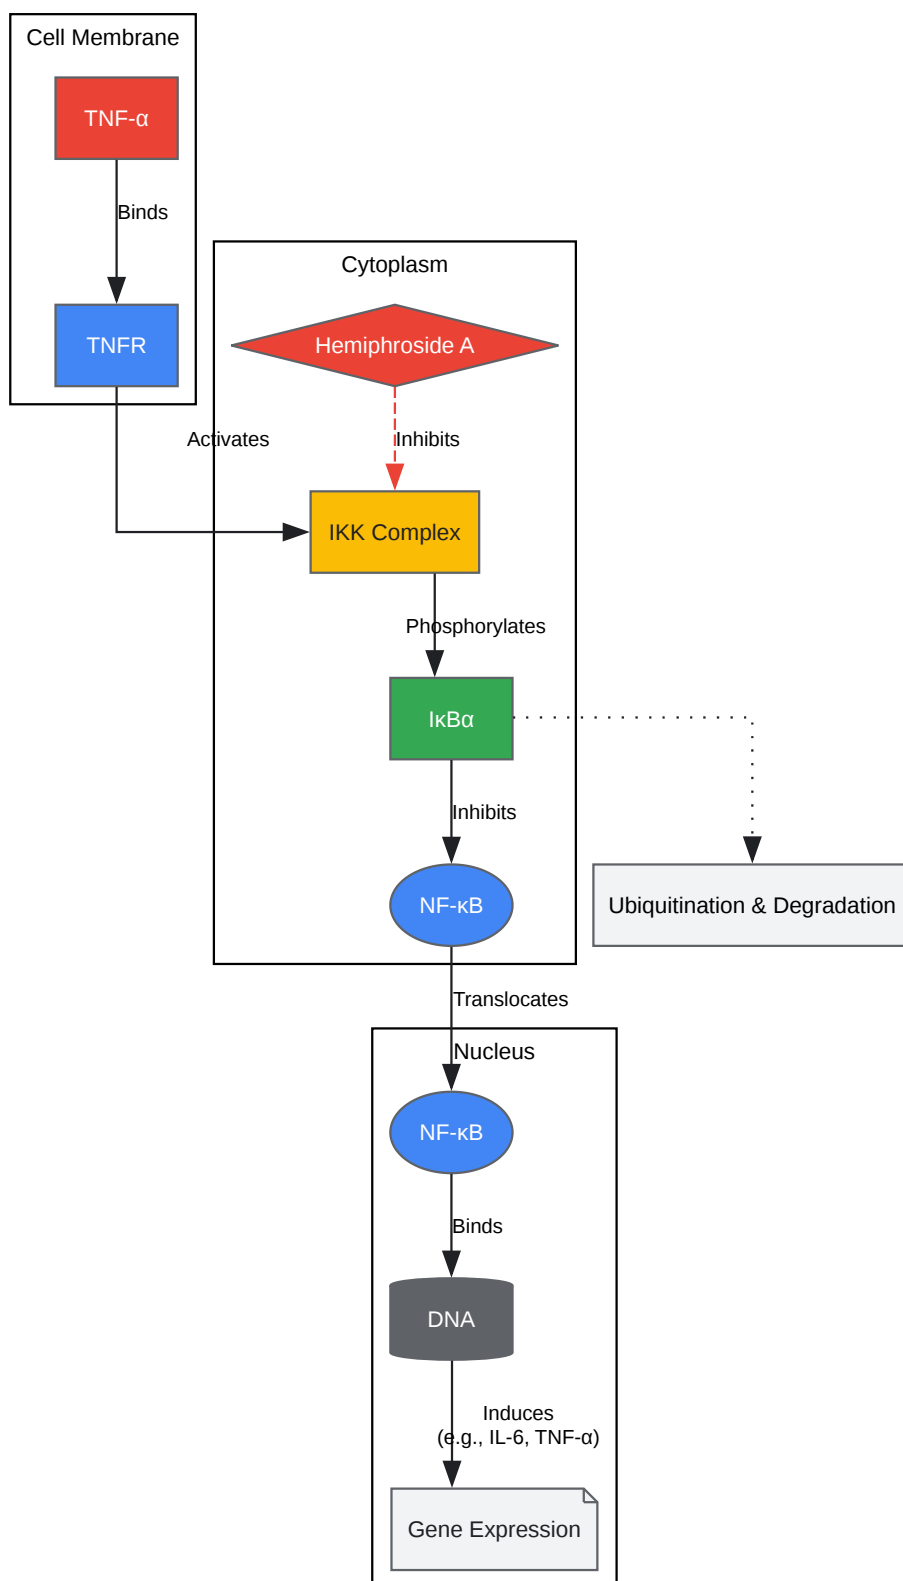 Cell Membrane
TNF-α
Binds
TNFR
Activates
Cytoplasm
Hemiphroside A
Inhibits
IKK Complex
Phosphorylates
IκBα
Inhibits
NF-κB
Ubiquitination & Degradation
Translocates
Nucleus
NF-κB
Binds
DNA
Induces
(e.g., IL-6, TNF-α)
Gene Expression